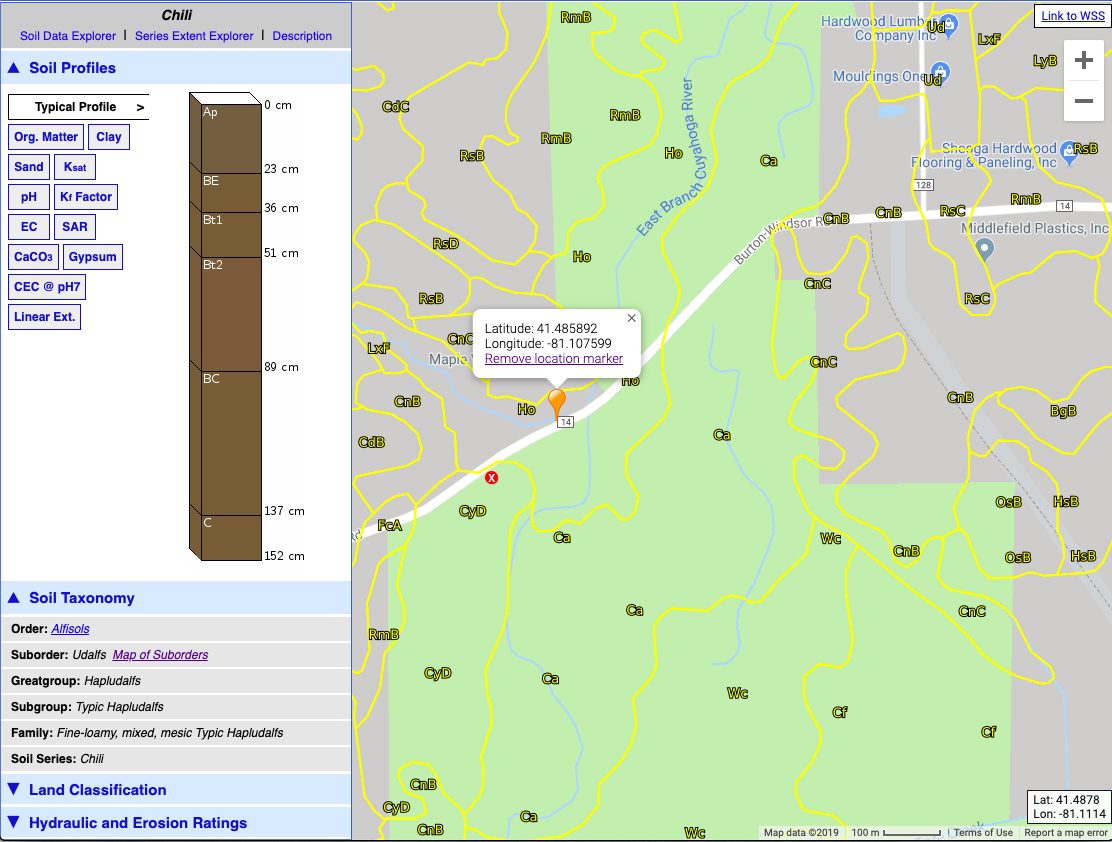 Chili
Soil Data Explorer | Series Extent Explorer | Description
Soil Profiles
Typical Profile >
Org. Matter
Clay
Sand
Ksat
pH
Kf Factor
EC
SAR
CaCO3
Gypsum
CEC @ pH7
Linear Ext.
0 cm
Ap
23 cm
BE
36 cm
Bt1
51 cm
Bt2
89 cm
BC
137 cm
C
152 cm
Soil Taxonomy
Order: Alfisols
Suborder: Udalfs Map of Suborders
Greatgroup: Hapludalfs
Subgroup: Typic Hapludalfs
Family: Fine-loamy, mixed, mesic Typic Hapludalfs
Soil Series: Chili
Land Classification
Hydraulic and Erosion Ratings
Link to WSS
+
−
RmB
Hardwood Lumber
Company Inc
Ud
LxF
LyB
Mouldings One
Ud
CdC
RmB
RmB
RsB
Ho
Ca
East Branch Cuyahoga River
Sheoga Hardwood
Flooring & Paneling, Inc
RsB
128
RmB
14
CnB
CnB
RsC
Burton-Windsor Rd
Middlefield Plastics, Inc
RsD
Ho
CnC
RsB
RsC
Latitude: 41.485892
Longitude: -81.107599
Remove location marker
CnC
LxF
Maple
CnC
Ho
CnB
Ho
14
CnB
BgB
CdB
Ca
X
CyD
FcA
Rd
Ca
Wc
CnB
OsB
HsB
OsB
HsB
Ca
CnC
RmB
CyD
Ca
Wc
Cf
Cf
CnB
CyD
Ca
CnB
Wc
Lat: 41.4878
Lon: -81.1114
Map data ©2019
100 m
Terms of Use
Report a map error